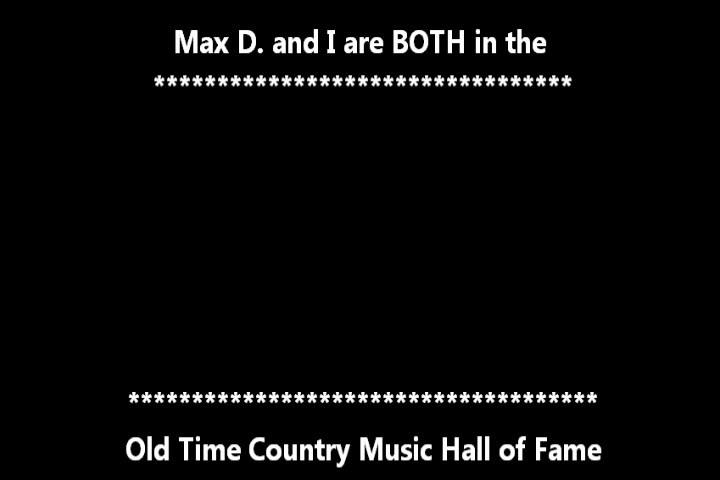 Max D. and I are BOTH in the
*********************************
*************************************
Old Time Country Music Hall of Fame